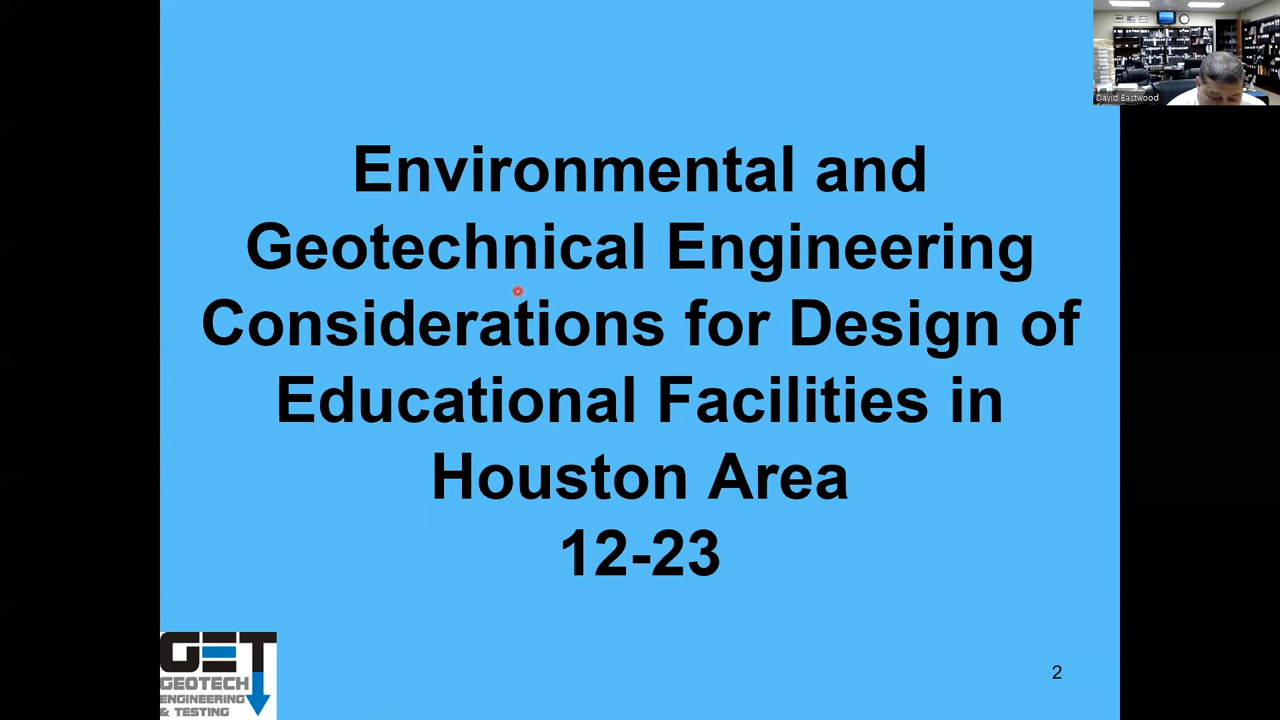 David Eastwood
Environmental and
Geotechnical Engineering
Considerations for Design of
Educational Facilities in
Houston Area
12-23
GET
GEOTECH
ENGINEERING
& TESTING
2